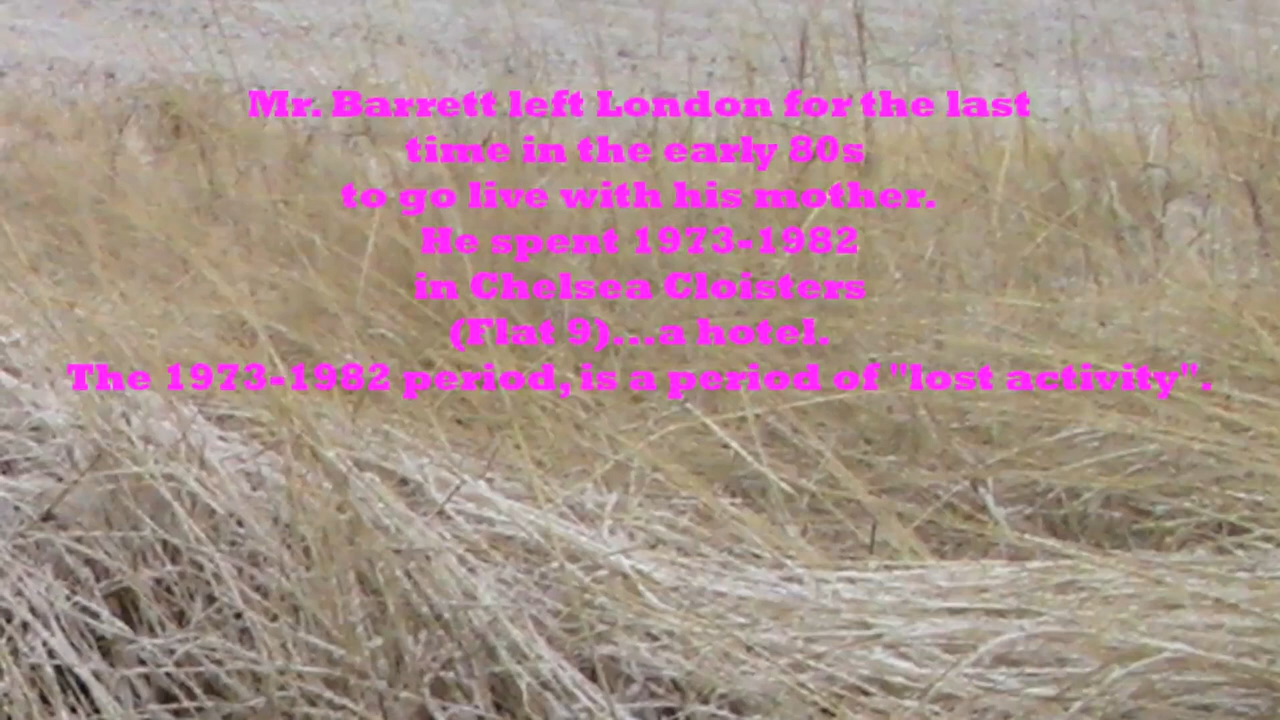 Mr. Barrett left London for the last
time in the early 80s
to go live with his mother.
He spent 1973-1982
in Chelsea Cloisters
(Flat 9)...a hotel.
The 1973-1982 period, is a period of "lost activity".